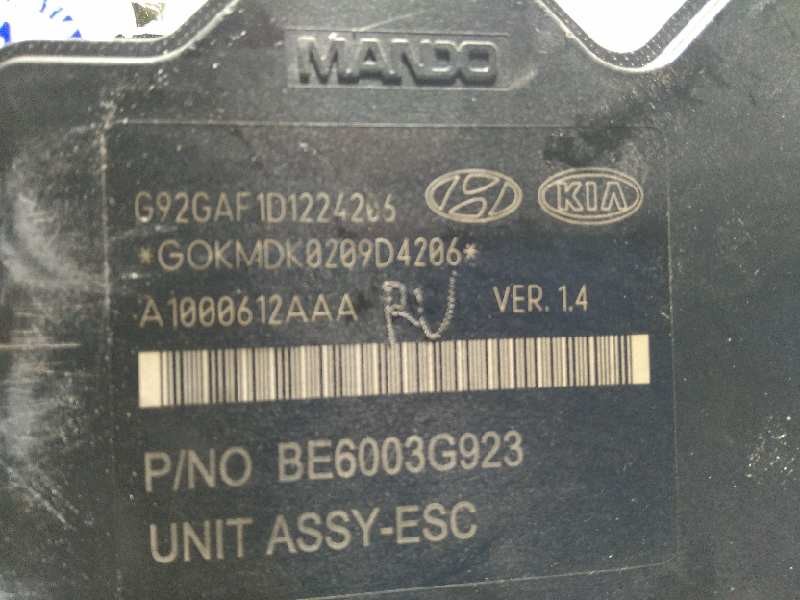 MANDO
G92GAF1D1224206
KIA
*GOKMDK0209D4206*
A1000612AAA RV VER. 1.4
P/NO BE6003G923
UNIT ASSY-ESC